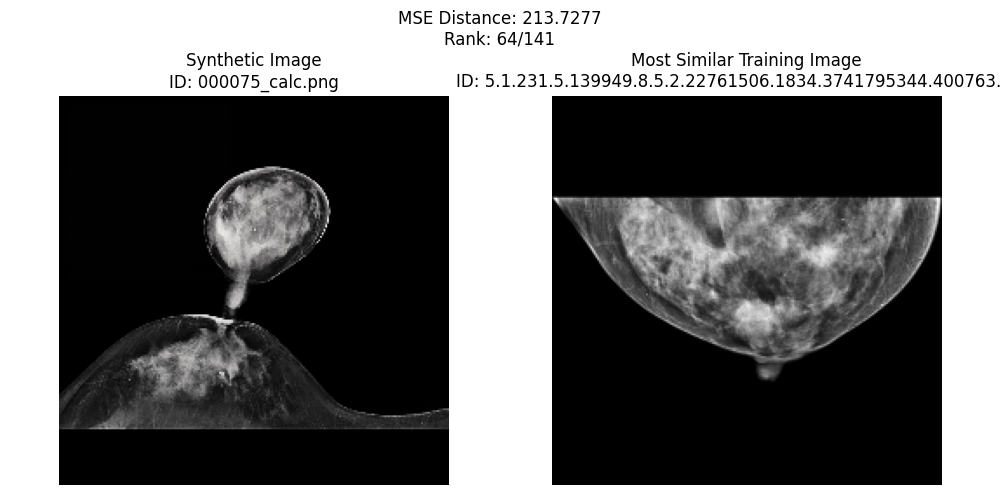 MSE Distance: 213.7277
Rank: 64/141
Synthetic Image
ID: 000075_calc.png
Most Similar Training Image
ID: 5.1.231.5.139949.8.5.2.22761506.1834.3741795344.400763.